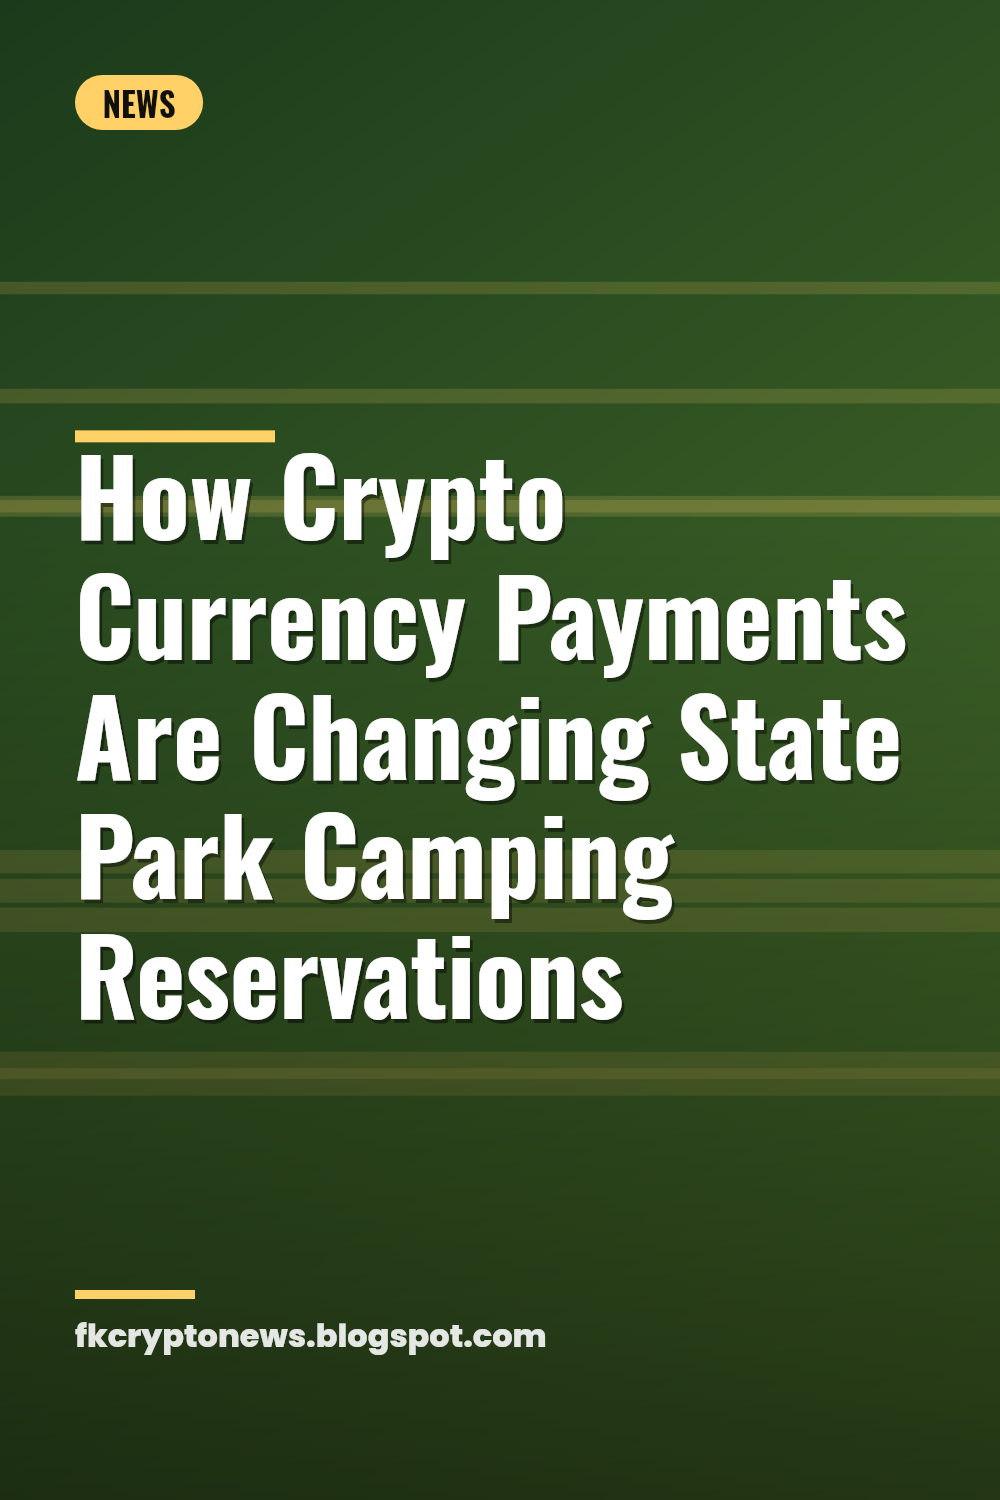 NEWS
How Crypto
Currency Payments
Are Changing State
Park Camping
Reservations
fkcryptonews.blogspot.com